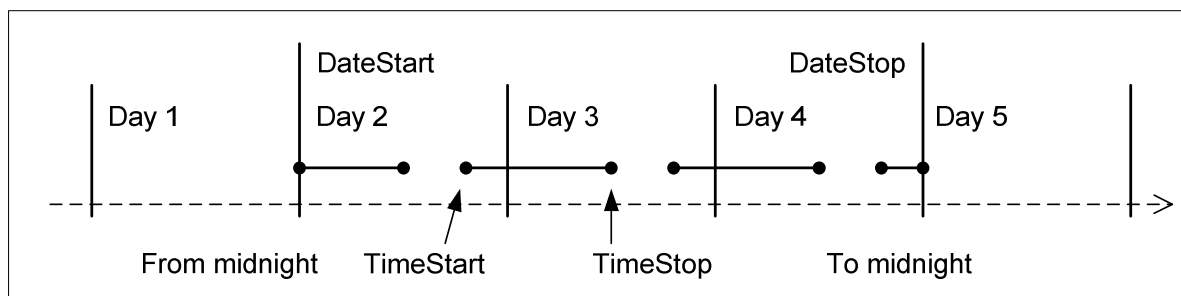 DateStart DateStop
Day 1 Day 2 Day 3 Day 4 Day 5
From midnight TimeStart TimeStop To midnight